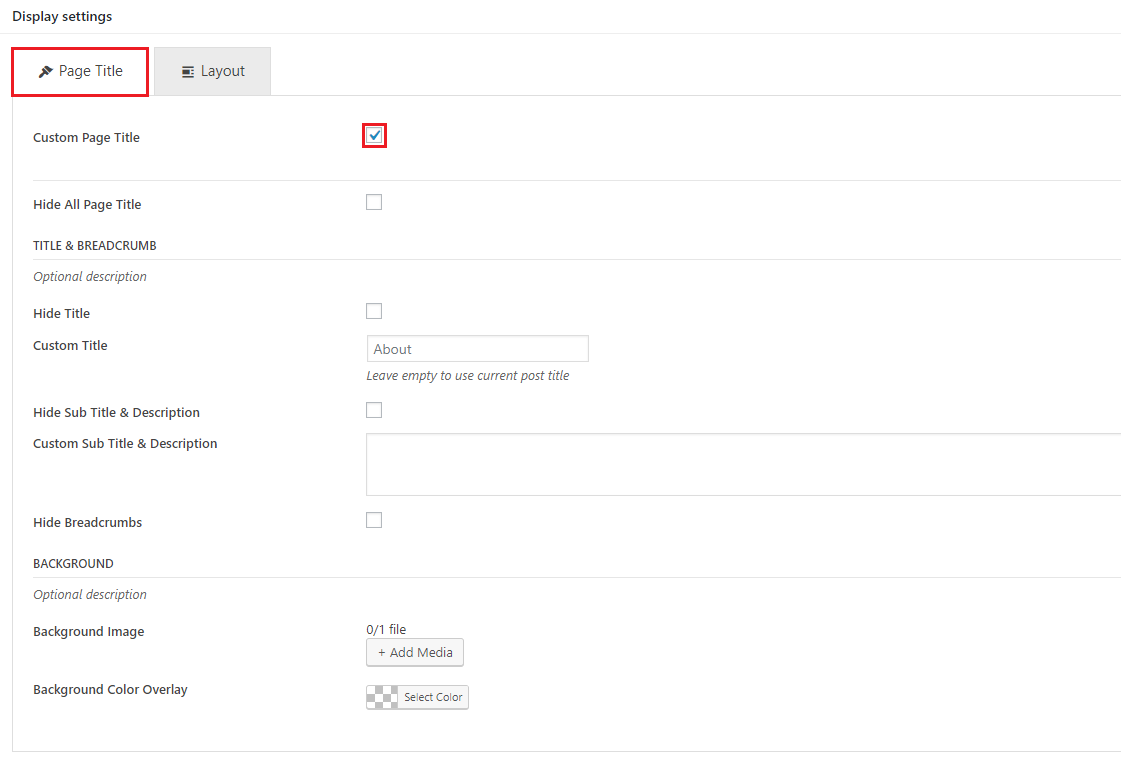 Display settings
Page Title
Layout
Custom Page Title
Hide All Page Title
TITLE & BREADCRUMB
Optional description
Hide Title
Custom Title
About
Leave empty to use current post title
Hide Sub Title & Description
Custom Sub Title & Description
Hide Breadcrumbs
BACKGROUND
Optional description
Background Image
0/1 file
+ Add Media
Background Color Overlay
Select Color